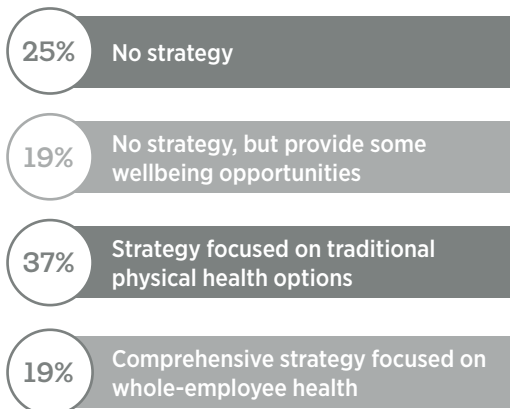 25%
No strategy
19%
No strategy, but provide some
wellbeing opportunities
37%
Strategy focused on traditional
physical health options
19%
Comprehensive strategy focused on
whole-employee health